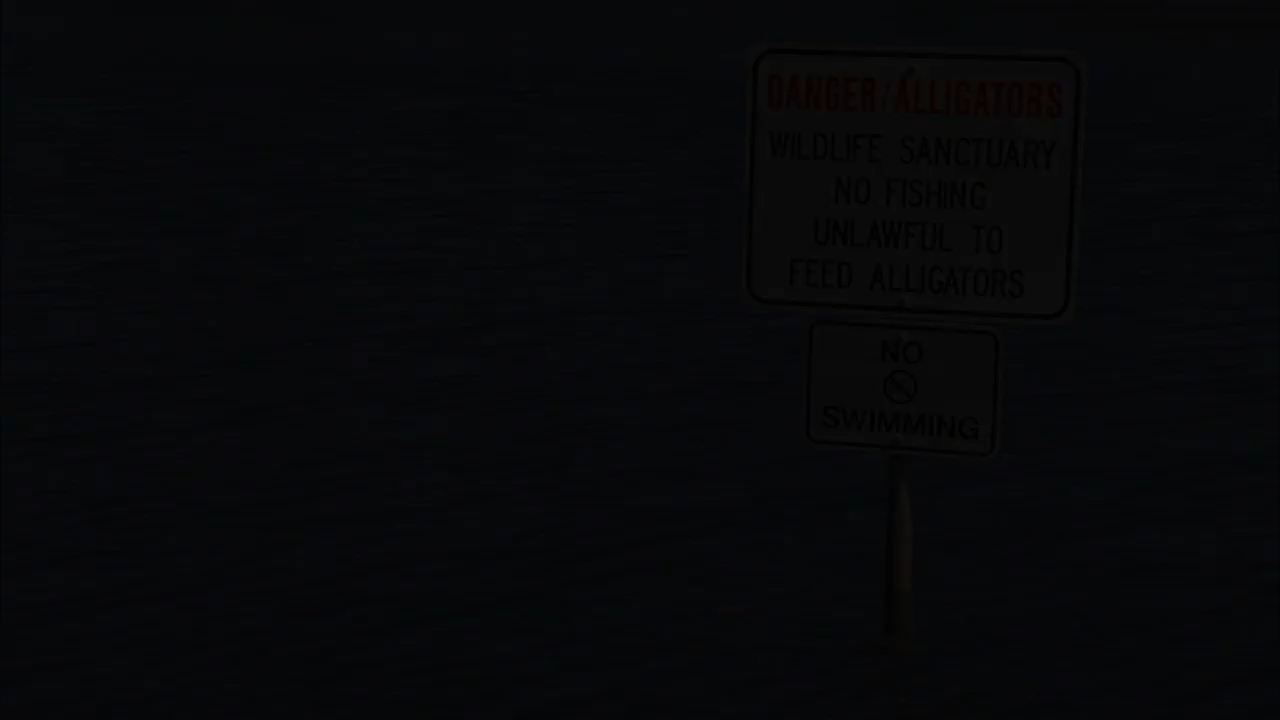 DANGER/ALLIGATORS
WILDLIFE SANCTUARY
NO FISHING
UNLAWFUL TO
FEED ALLIGATORS
NO
SWIMMING